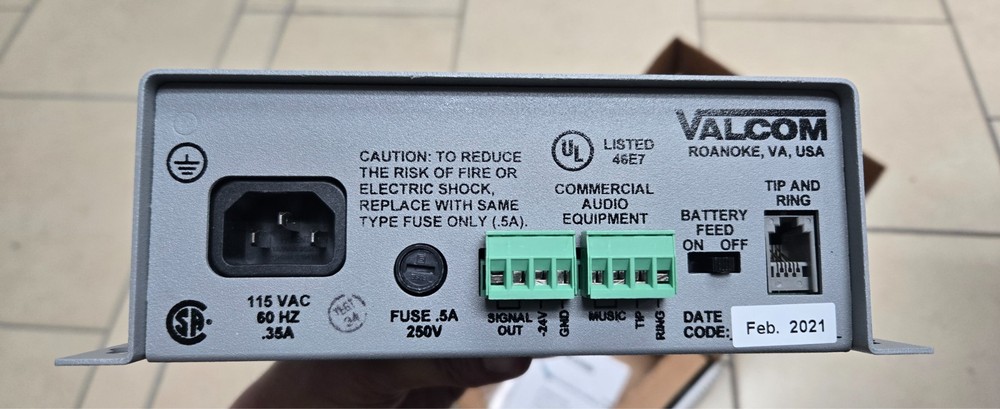 VALCOM
ROANOKE, VA, USA
UL
LISTED
46E7
COMMERCIAL
AUDIO
EQUIPMENT
CAUTION: TO REDUCE
THE RISK OF FIRE OR
ELECTRIC SHOCK,
REPLACE WITH SAME
TYPE FUSE ONLY (.5A).
TIP AND
RING
BATTERY
FEED
ON OFF
115 VAC
60 HZ
.35A
SA
FUSE .5A
250V
SIGNAL
OUT
-24V
GND
MUSIC
TIP
RING
DATE
CODE:
Feb. 2021